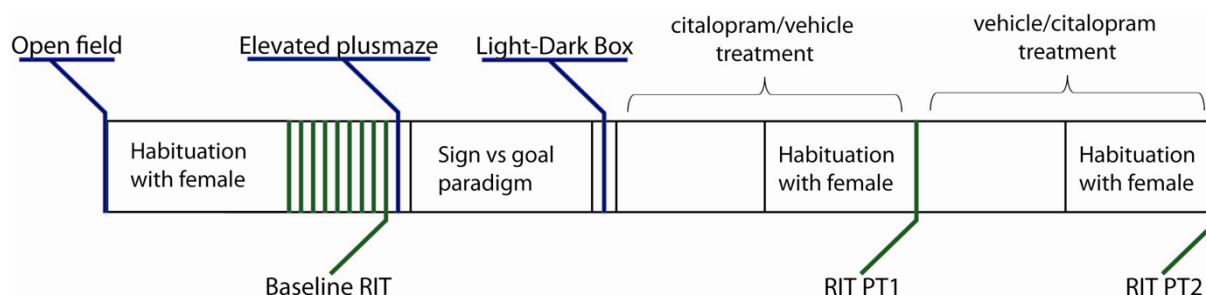 Open field
Elevated plusmaze
Light-Dark Box
citalopram/vehicle
treatment
vehicle/citalopram
treatment
Habituation
with female
Sign vs goal
paradigm
Habituation
with female
Habituation
with female
Baseline RIT
RIT PT1
RIT PT2